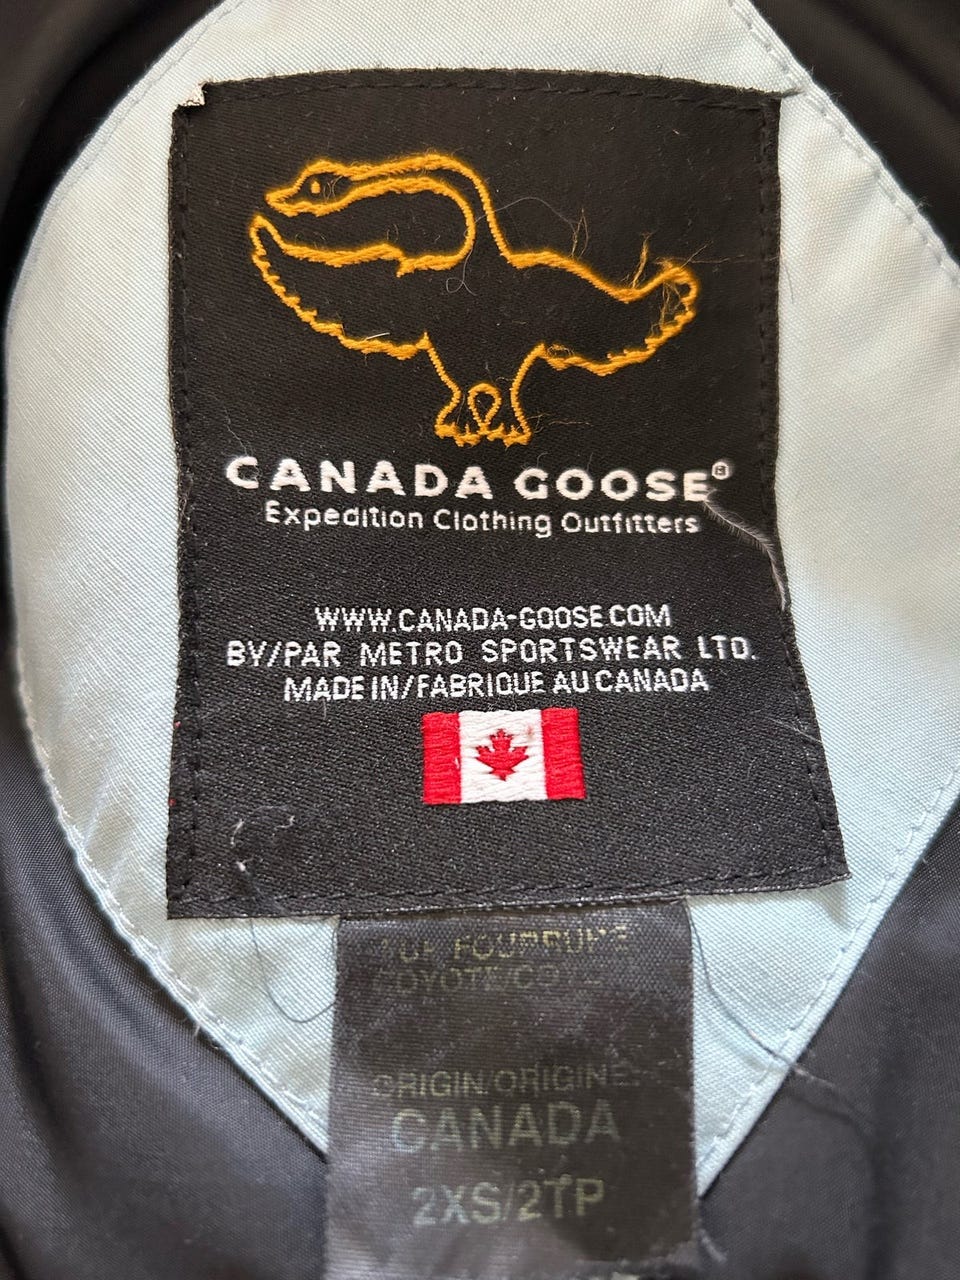 CANADA GOOSE®
Expedition Clothing Outfitters
WWW.CANADA-GOOSE.COM
BY/PAR METRO SPORTSWEAR LTD.
MADE IN/FABRIQUE AU CANADA
ORIGIN/ORIGINE:
CANADA
2XS/2TP